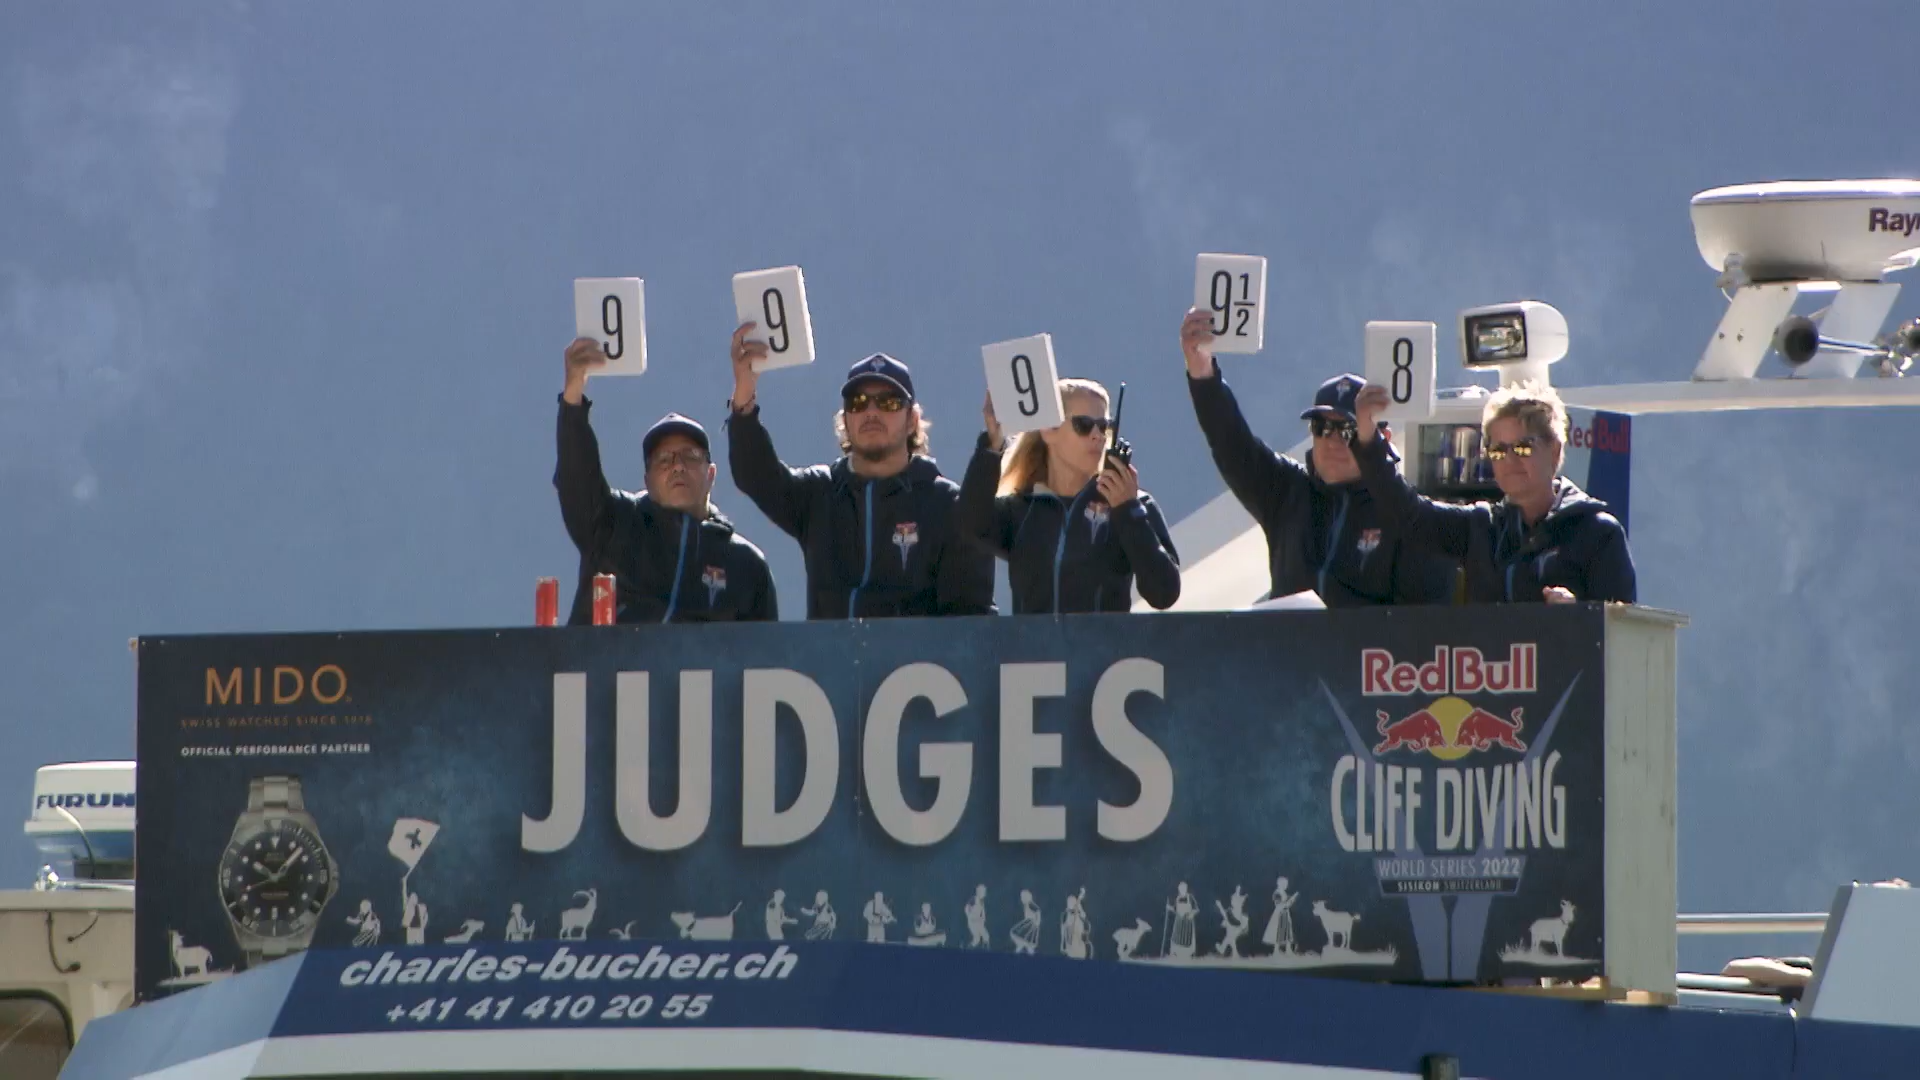 Ray
9
9
9
9½
8
Red Bull
MIDO
SWISS WATCHES SINCE 1918
OFFICIAL PERFORMANCE PARTNER
JUDGES
Red Bull
CLIFF DIVING
WORLD SERIES 2022
SISIKON SWITZERLAND
FURUN
charles-bucher.ch
+41 41 410 20 55